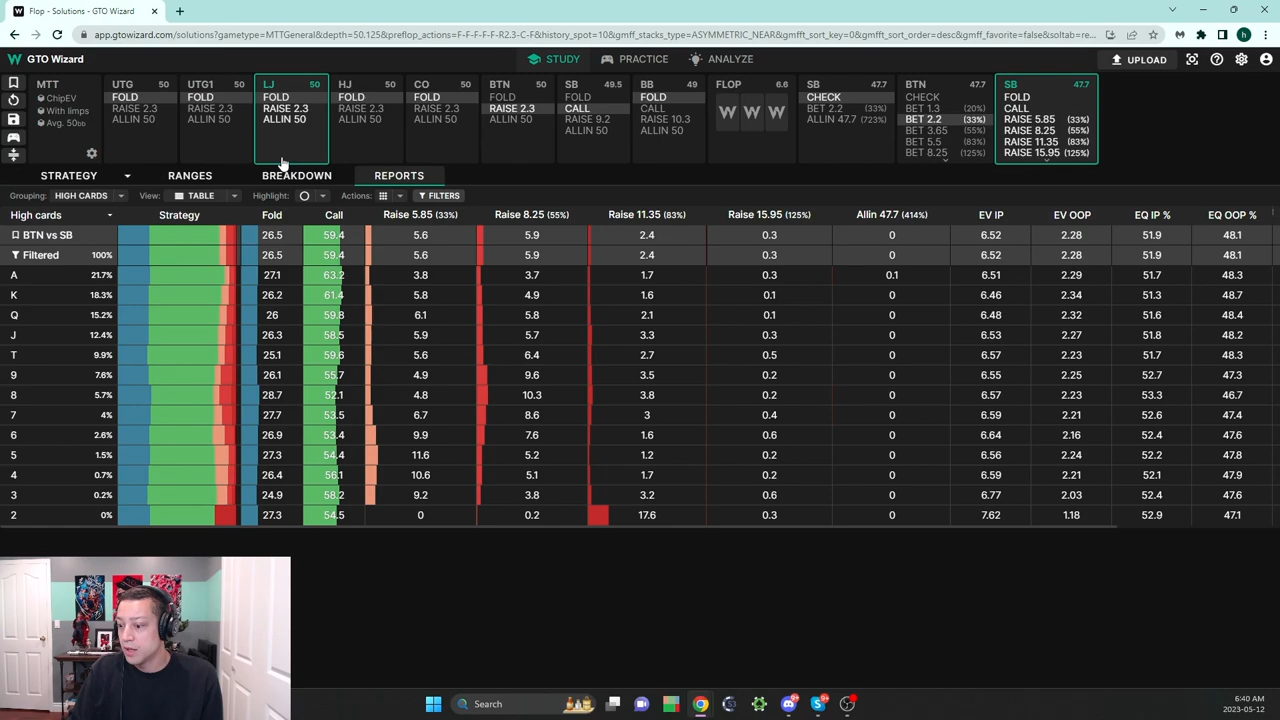 Flop - Solutions - GTO Wizard
app.gtowizard.com/solutions?gametype=MTTGeneral&depth=50.125&preflop_actions=F-F-F-F-F-R2.3-C-F&history_spot=10&gmff_stacks_type=ASYMMETRIC_NEAR&gmfft_sort_key=0&gmfft_sort_order=desc&gmff_favorite=false&soltab=re...
GTO Wizard STUDY PRACTICE ANALYZE UPLOAD
MTT UTG 50 UTG1 50 LJ 50 HJ 50 CO 50 BTN 50 SB 49.5 BB 49 FLOP 6.6 SB 47.7 BTN 47.7 SB 47.7
ChipEV FOLD FOLD FOLD FOLD FOLD FOLD FOLD FOLD CHECK CHECK FOLD
With limps RAISE 2.3 RAISE 2.3 RAISE 2.3 RAISE 2.3 RAISE 2.3 RAISE 2.3 CALL CALL BET 2.2 (33%) BET 1.3 (20%) CALL
Avg. 50bb ALLIN 50 ALLIN 50 ALLIN 50 ALLIN 50 ALLIN 50 ALLIN 50 RAISE 9.2 RAISE 10.3 ALLIN 47.7 (723%) BET 2.2 (33%) RAISE 5.85 (33%)
ALLIN 50 ALLIN 50 BET 3.65 (55%) RAISE 8.25 (55%)
BET 5.5 (83%) RAISE 11.35 (83%)
BET 8.25 (125%) RAISE 15.95 (125%)
STRATEGY RANGES BREAKDOWN REPORTS
Grouping: HIGH CARDS View: TABLE Highlight: Actions: FILTERS
High cards Strategy Fold Call Raise 5.85 (33%) Raise 8.25 (55%) Raise 11.35 (83%) Raise 15.95 (125%) Allin 47.7 (414%) EV IP EV OOP EQ IP % EQ OOP %
BTN vs SB 26.5 59.4 5.6 5.9 2.4 0.3 0 6.52 2.28 51.9 48.1
Filtered 100% 26.5 59.4 5.6 5.9 2.4 0.3 0 6.52 2.28 51.9 48.1
A 21.7% 27.1 63.2 3.8 3.7 1.7 0.3 0.1 6.51 2.29 51.7 48.3
K 18.3% 26.2 61.4 5.8 4.9 1.6 0.1 0 6.46 2.34 51.3 48.7
Q 15.2% 26 59.8 6.1 5.8 2.1 0.1 0 6.48 2.32 51.6 48.4
J 12.4% 26.3 58.5 5.9 5.7 3.3 0.3 0 6.53 2.27 51.8 48.2
T 9.9% 25.1 59.6 5.6 6.4 2.7 0.5 0 6.57 2.23 51.7 48.3
9 7.6% 26.1 55.7 4.9 9.6 3.5 0.2 0 6.55 2.25 52.7 47.3
8 5.7% 28.7 52.1 4.8 10.3 3.8 0.2 0 6.59 2.21 53.3 46.7
7 4% 27.7 53.5 6.7 8.6 3 0.4 0 6.59 2.21 52.6 47.4
6 2.6% 26.9 53.4 9.9 7.6 1.6 0.6 0 6.64 2.16 52.4 47.6
5 1.5% 27.3 54.4 11.6 5.2 1.2 0.2 0 6.56 2.24 52.2 47.8
4 0.7% 26.4 56.1 10.6 5.1 1.7 0.2 0 6.59 2.21 52.1 47.9
3 0.2% 24.9 58.2 9.2 3.8 3.2 0.6 0 6.77 2.03 52.4 47.6
2 0% 27.3 54.5 0 0.2 17.6 0.3 0 7.62 1.18 52.9 47.1
Search
6:40 AM
2023-05-12